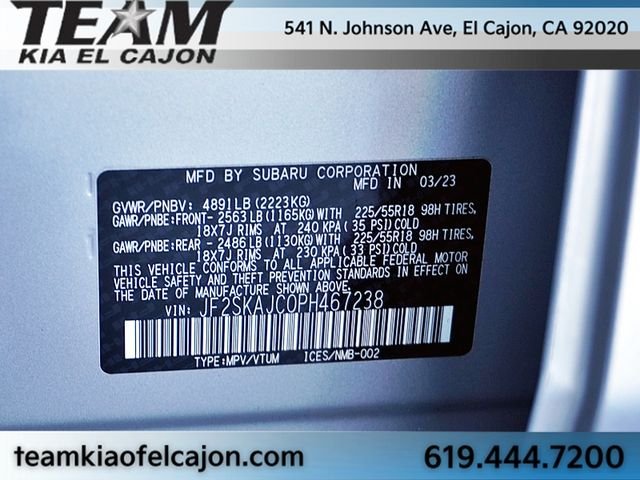 TEAM
KIA EL CAJON
541 N. Johnson Ave, El Cajon, CA 92020
MFD BY SUBARU CORPORATION
MFD IN 03/23
GVWR/PNBV: 4891LB(2223KG)
GAWR/PNBE:FRONT- 2563LB(1165KG)WITH 225/55R18 98H TIRES,
18X7J RIMS AT 240 KPA(35 PSI)COLD
GAWR/PNBE:REAR - 2486LB(1130KG)WITH 225/55R18 98H TIRES,
18X7J RIMS AT 230 KPA(33 PSI)COLD
THIS VEHICLE CONFORMS TO ALL APPLICABLE FEDERAL MOTOR
VEHICLE SAFETY AND THEFT PREVENTION STANDARDS IN EFFECT
ON THE DATE OF MANUFACTURE SHOWN ABOVE.
VIN: JF2SKAJC0PH467238
TYPE:MPV/VTUM ICES/NMB-002
teamkiaofelcajon.com
619.444.7200